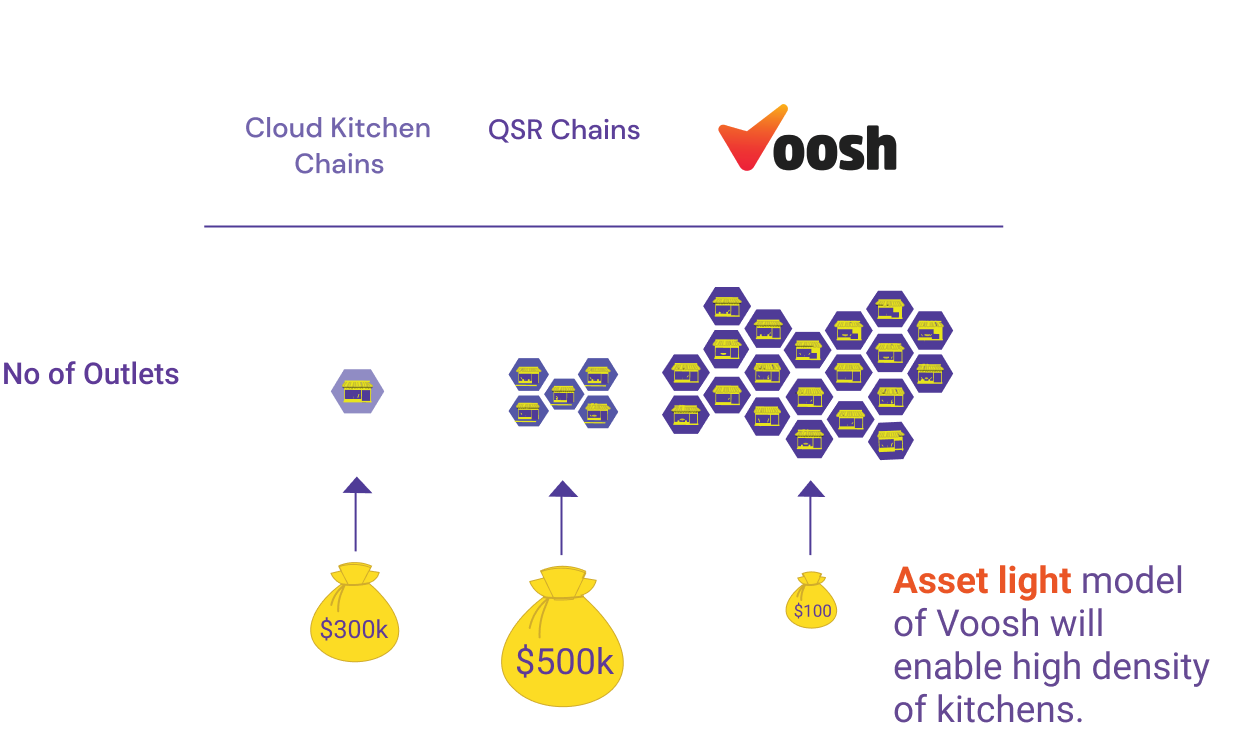 Cloud Kitchen
Chains
QSR Chains
Voosh
No of Outlets
$300k
$500k
$100
Asset light model
of Voosh will
enable high density
of kitchens.